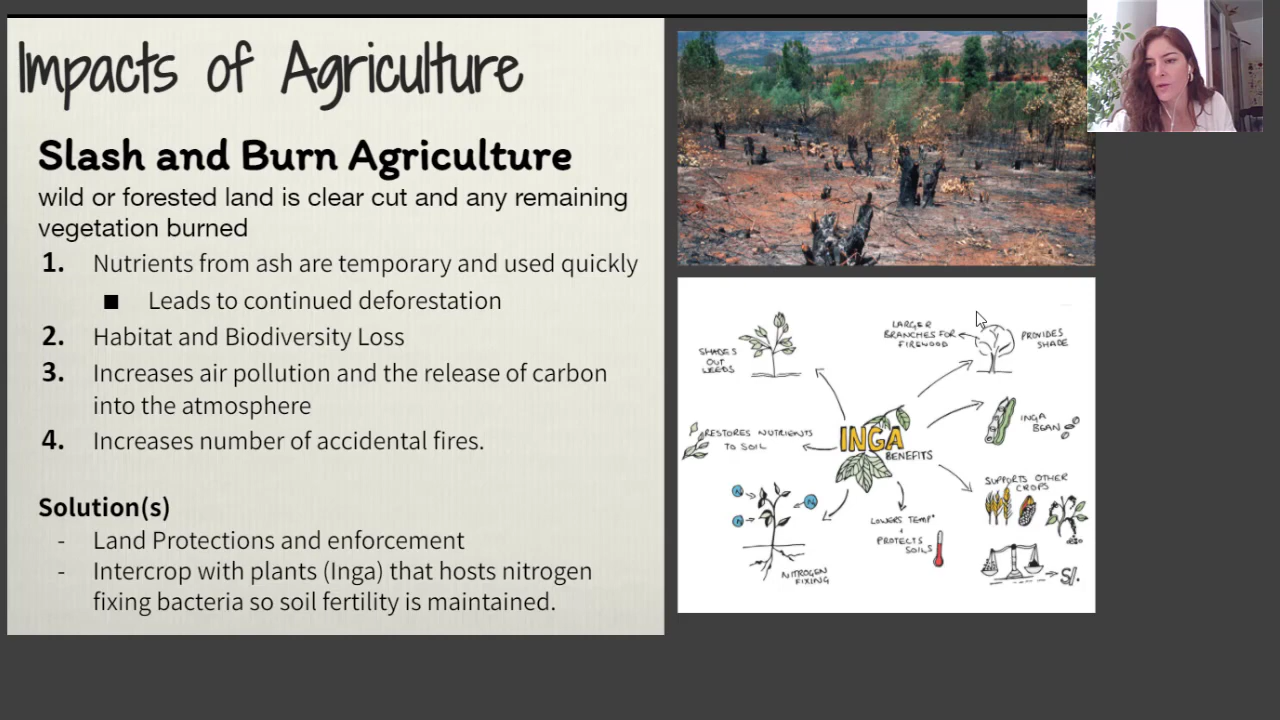 Impacts of Agriculture
Slash and Burn Agriculture
wild or forested land is clear cut and any remaining
vegetation burned
1. Nutrients from ash are temporary and used quickly
■ Leads to continued deforestation
2. Habitat and Biodiversity Loss
3. Increases air pollution and the release of carbon
into the atmosphere
4. Increases number of accidental fires.
Solution(s)
- Land Protections and enforcement
- Intercrop with plants (Inga) that hosts nitrogen
fixing bacteria so soil fertility is maintained.
SHADES
OUT
WEEDS
LARGER
BRANCHES FOR
FIREWOOD
PROVIDES
SHADE
RESTORES NUTRIENTS
TO SOIL
INGA
BENEFITS
INGA
BEAN
SUPPORTS OTHER
CROPS
N
N
N
NITROGEN
FIXING
LOWERS TEMP°
+
PROTECTS
SOILS
S/.